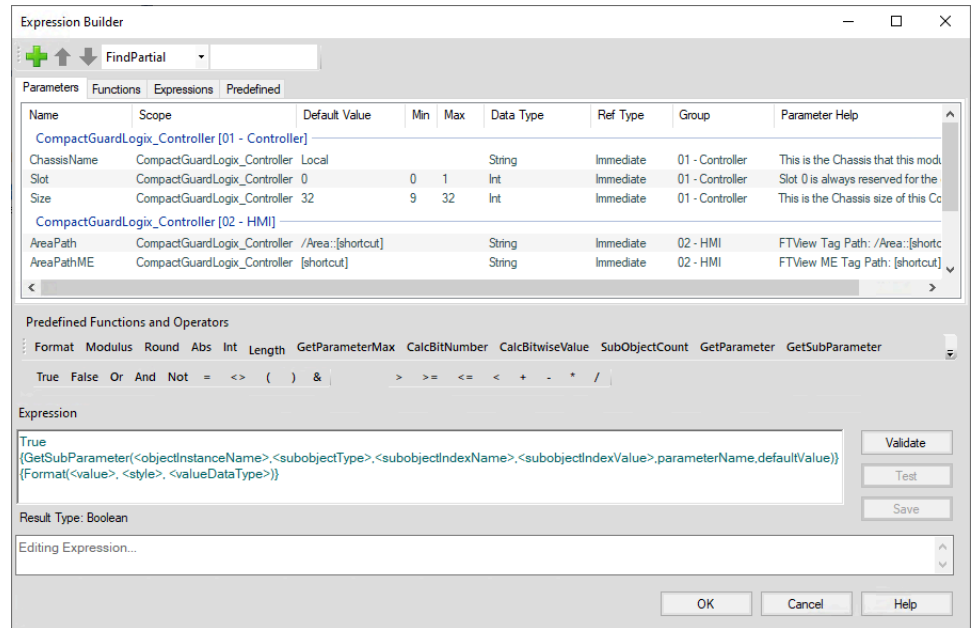 Expression Builder
FindPartial
Parameters Functions Expressions Predefined
Name Scope Default Value Min Max Data Type Ref Type Group Parameter Help
CompactGuardLogix_Controller [01 - Controller]
ChassisName CompactGuardLogix_Controller Local String Immediate 01 - Controller This is the Chassis that this modu
Slot CompactGuardLogix_Controller 0 0 1 Int Immediate 01 - Controller Slot 0 is always reserved for the
Size CompactGuardLogix_Controller 32 9 32 Int Immediate 01 - Controller This is the Chassis size of this Co
CompactGuardLogix_Controller [02 - HMI]
AreaPath CompactGuardLogix_Controller /Area::[shortcut] String Immediate 02 - HMI FTView Tag Path: /Area::[shortc
AreaPathME CompactGuardLogix_Controller [shortcut] String Immediate 02 - HMI FTView ME Tag Path: [shortcut]
Predefined Functions and Operators
Format Modulus Round Abs Int Length GetParameterMax CalcBitNumber CalcBitwiseValue SubObjectCount GetParameter GetSubParameter
True False Or And Not = <> ( ) & > >= <= < + - * /
Expression
True
{GetSubParameter(<objectInstanceName>,<subobjectType>,<subobjectIndexName>,<subobjectIndexValue>,parameterName,defaultValue)}
{Format(<value>, <style>, <valueDataType>)}
Validate
Test
Save
Result Type: Boolean
Editing Expression...
OK Cancel Help